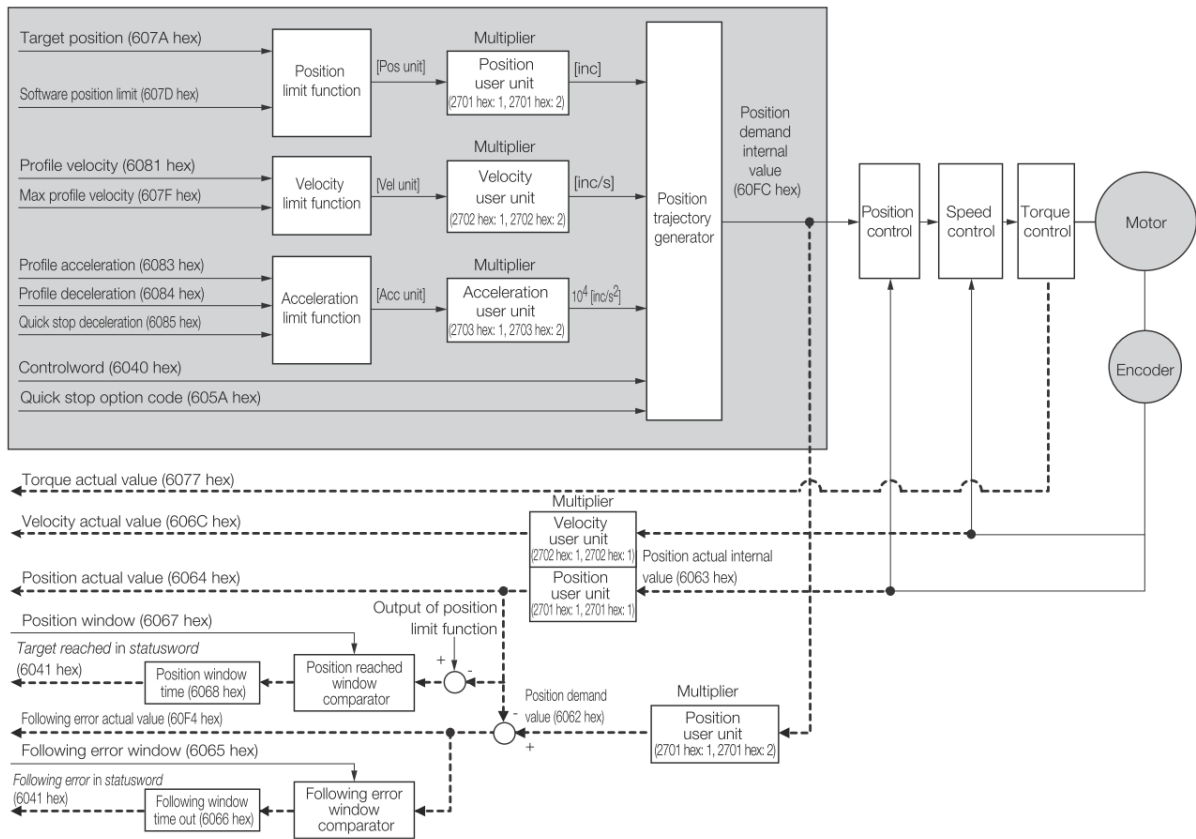 Target position (607A hex)
Software position limit (607D hex)
Position
limit function
[Pos unit]
Multiplier
Position
user unit
(2701 hex: 1, 2701 hex: 2)
[inc]
Profile velocity (6081 hex)
Max profile velocity (607F hex)
Velocity
limit function
[Vel unit]
Multiplier
Velocity
user unit
(2702 hex: 1, 2702 hex: 2)
[inc/s]
Profile acceleration (6083 hex)
Profile deceleration (6084 hex)
Quick stop deceleration (6085 hex)
Acceleration
limit function
[Acc unit]
Multiplier
Acceleration
user unit
(2703 hex: 1, 2703 hex: 2)
10⁴ [inc/s²]
Controlword (6040 hex)
Quick stop option code (605A hex)
Position
trajectory
generator
Position
demand
internal
value
(60FC hex)
Position
control
Speed
control
Torque
control
Motor
Encoder
Torque actual value (6077 hex)
Velocity actual value (606C hex)
Multiplier
Velocity
user unit
(2702 hex: 1, 2702 hex: 1)
Position actual value (6064 hex)
Position
user unit
(2701 hex: 1, 2701 hex: 1)
Position actual internal
value (6063 hex)
Position window (6067 hex)
Output of position
limit function
Target reached in statusword
(6041 hex)
Position window
time (6068 hex)
Position reached
window
comparator
+
-
Following error actual value (60F4 hex)
-
+
Position demand
value (6062 hex)
Multiplier
Position
user unit
(2701 hex: 1, 2701 hex: 2)
Following error window (6065 hex)
Following error in statusword
(6041 hex)
Following window
time out (6066 hex)
Following error
window
comparator